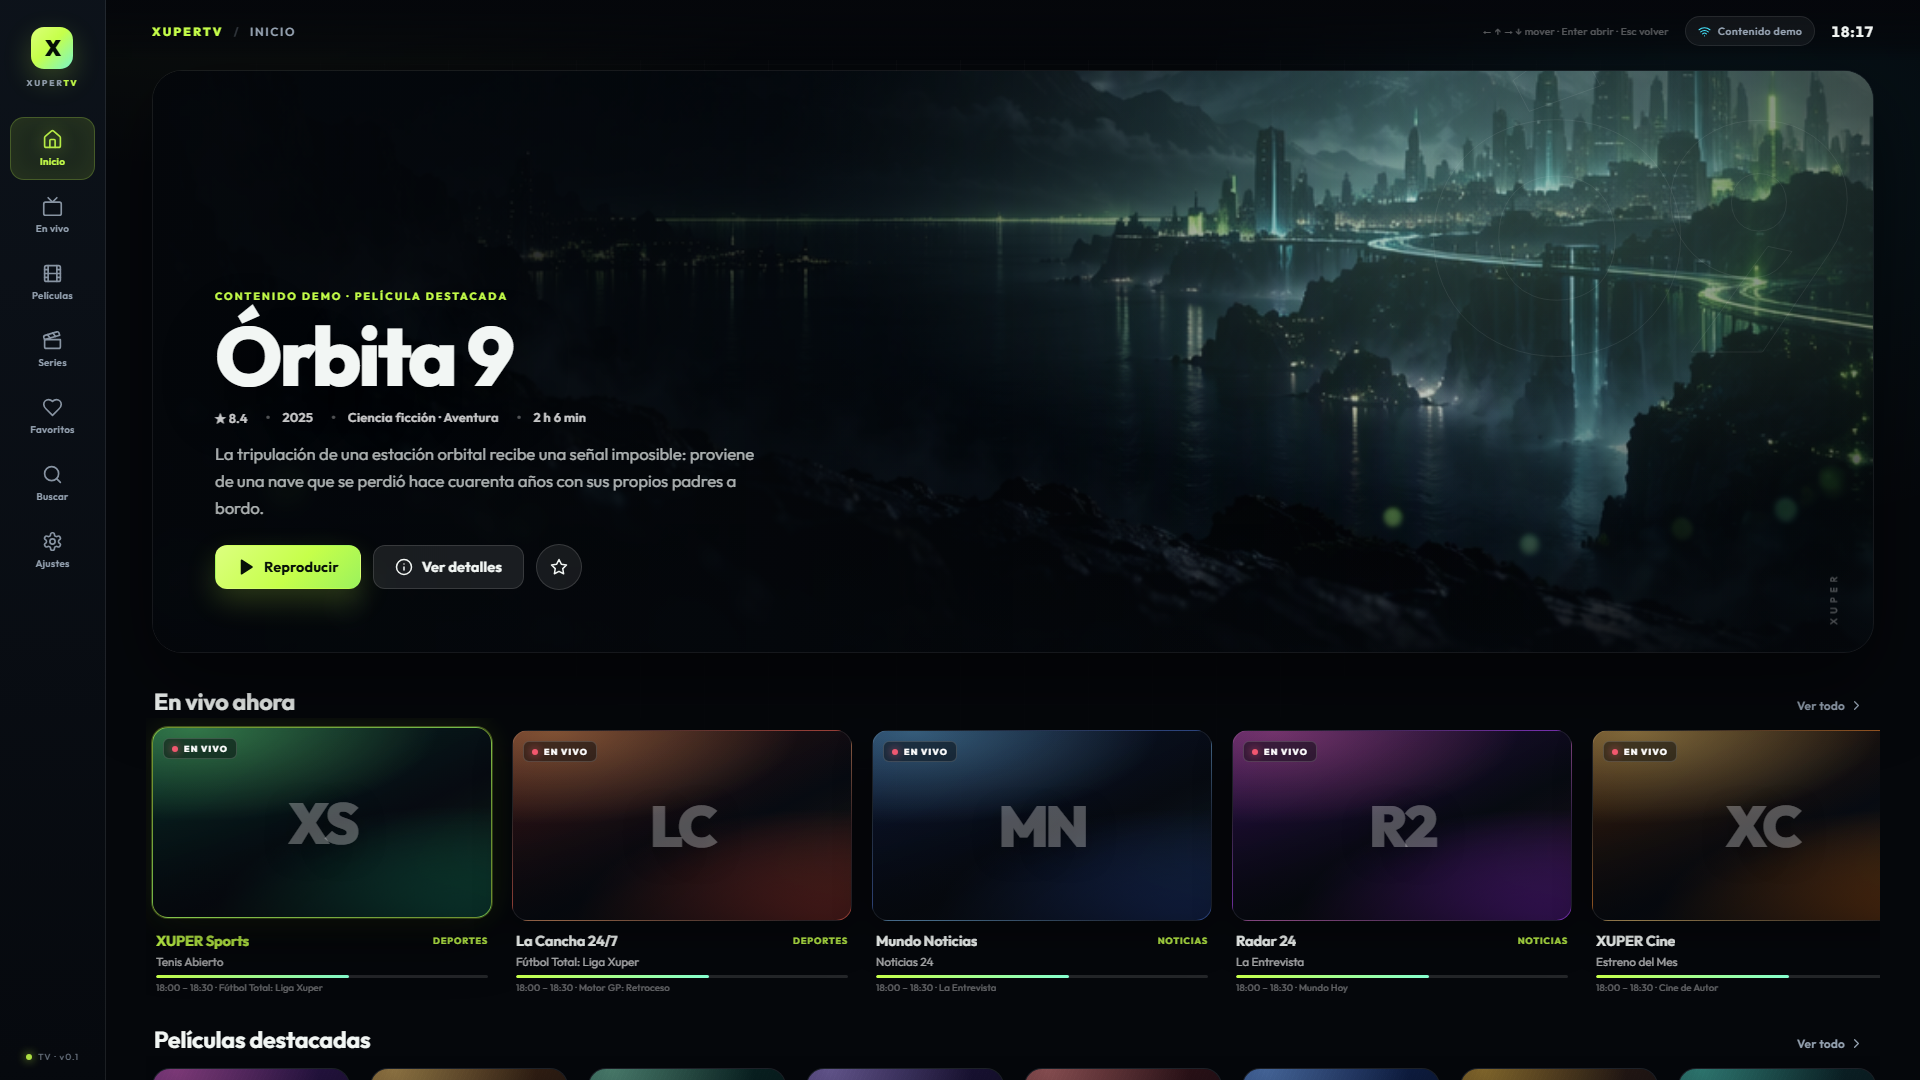 X
XUPERTV
Inicio
En vivo
Películas
Series
Favoritos
Buscar
Ajustes
TV · v0.1
XUPERTV / INICIO
← ↑ → ↓ mover · Enter abrir · Esc volver
Contenido demo
18:17
CONTENIDO DEMO · PELÍCULA DESTACADA
Órbita 9
★ 8.4 • 2025 • Ciencia ficción · Aventura • 2 h 6 min
La tripulación de una estación orbital recibe una señal imposible: proviene
de una nave que se perdió hace cuarenta años con sus propios padres a
bordo.
Reproducir
Ver detalles
XUPER
En vivo ahora
Ver todo
EN VIVO
XS
XUPER Sports
DEPORTES
Tenis Abierto
18:00 – 18:30 · Fútbol Total: Liga Xuper
EN VIVO
LC
La Cancha 24/7
DEPORTES
Fútbol Total: Liga Xuper
18:00 – 18:30 · Motor GP: Retroceso
EN VIVO
MN
Mundo Noticias
NOTICIAS
Noticias 24
18:00 – 18:30 · La Entrevista
EN VIVO
R2
Radar 24
NOTICIAS
La Entrevista
18:00 – 18:30 · Mundo Hoy
EN VIVO
XC
XUPER Cine
Estreno del Mes
18:00 – 18:30 · Cine de Autor
Películas destacadas
Ver todo